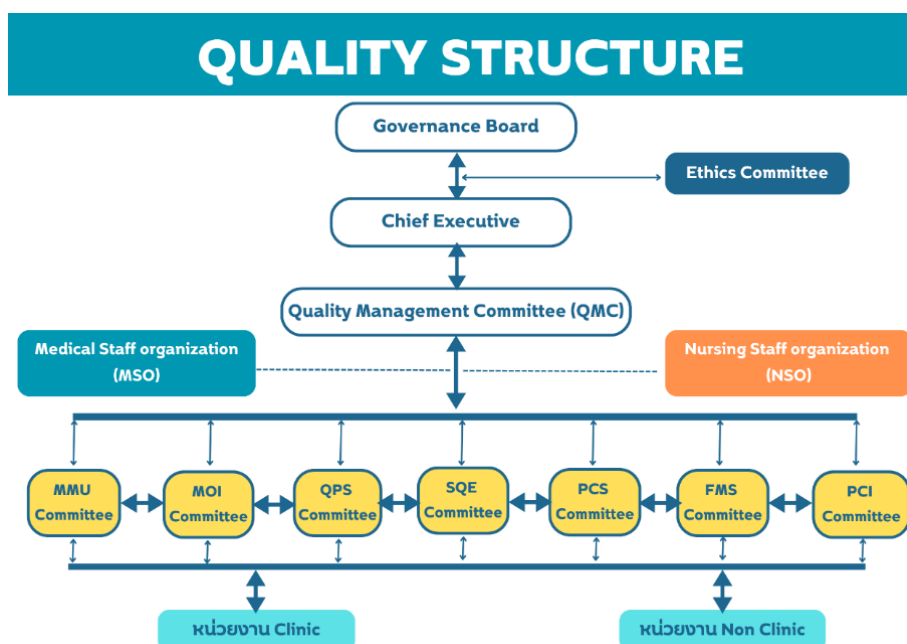 QUALITY STRUCTURE
Governance Board
Ethics Committee
Chief Executive
Quality Management Committee (QMC)
Medical Staff organization
(MSO)
Nursing Staff organization
(NSO)
MMU
Committee
MOI
Committee
QPS
Committee
SQE
Committee
PCS
Committee
FMS
Committee
PCI
Committee
หน่วยงาน Clinic
หน่วยงาน Non Clinic